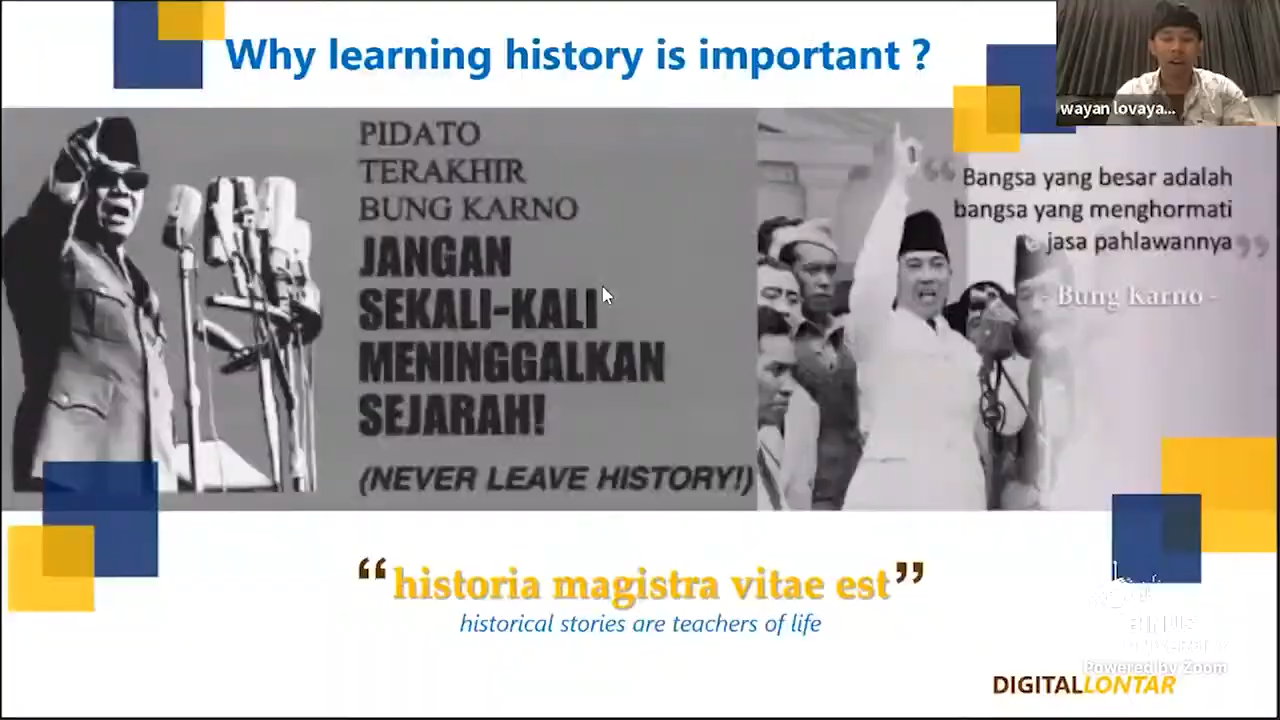 Why learning history is important ?
wayan lovaya...
PIDATO
TERAKHIR
BUNG KARNO
JANGAN
SEKALI-KALI
MENINGGALKAN
SEJARAH!
(NEVER LEAVE HISTORY!)
“Bangsa yang besar adalah
bangsa yang menghormati
jasa pahlawannya”
- Bung Karno -
“historia magistra vitae est”
historical stories are teachers of life
BINUS
UNIVERSITY
Powered by Zoom
DIGITALLONTAR